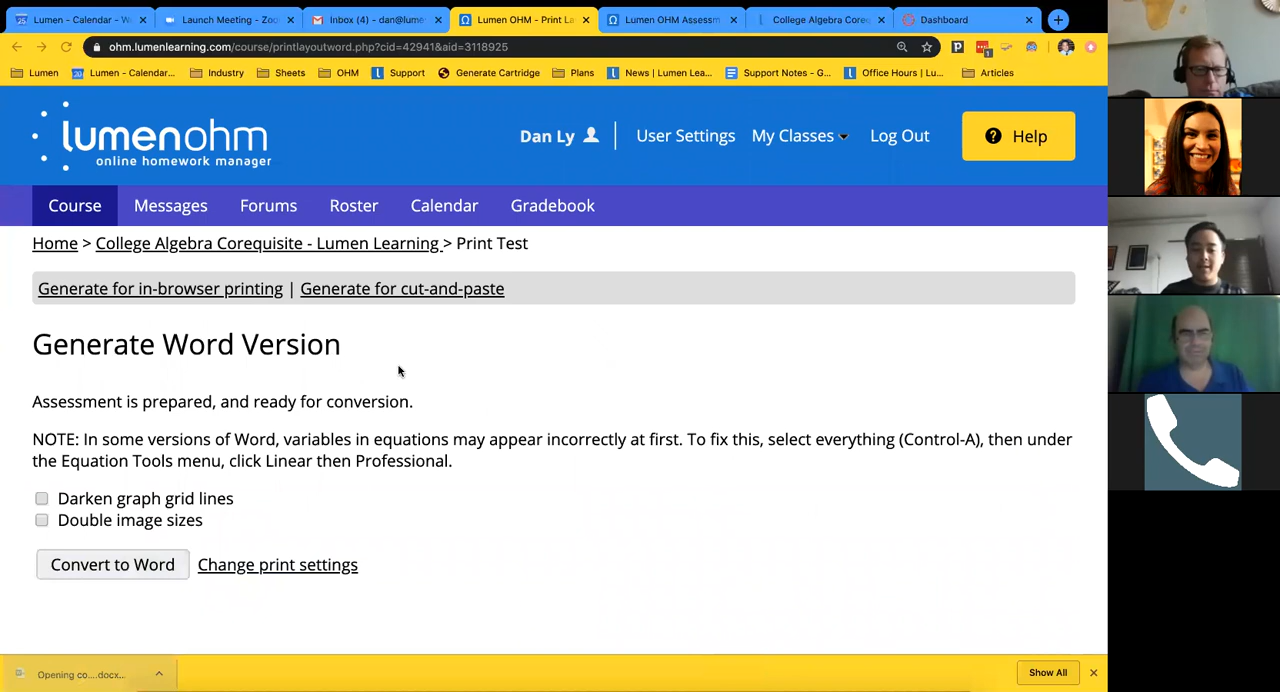 Lumen - Calendar - We
Launch Meeting - Zoo
Inbox (4) - dan@lume
Lumen OHM - Print La
Lumen OHM Assessm
College Algebra Coreq
Dashboard
ohm.lumenlearning.com/course/printlayoutword.php?cid=42941&aid=3118925
Lumen
Lumen - Calendar...
Industry
Sheets
OHM
Support
Generate Cartridge
Plans
News | Lumen Lea...
Support Notes - G...
Office Hours | Lu...
Articles
lumenohm
online homework manager
Dan Ly
User Settings
My Classes
Log Out
? Help
Course
Messages
Forums
Roster
Calendar
Gradebook
Home > College Algebra Corequisite - Lumen Learning > Print Test
Generate for in-browser printing | Generate for cut-and-paste
Generate Word Version
Assessment is prepared, and ready for conversion.
NOTE: In some versions of Word, variables in equations may appear incorrectly at first. To fix this, select everything (Control-A), then under
the Equation Tools menu, click Linear then Professional.
Darken graph grid lines
Double image sizes
Convert to Word
Change print settings
Opening co....docx
Show All